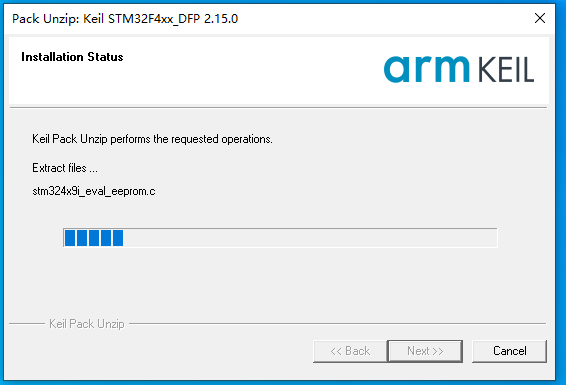 Pack Unzip: Keil STM32F4xx_DFP 2.15.0
Installation Status
arm KEIL
Keil Pack Unzip performs the requested operations.
Extract files ...
stm324x9i_eval_eeprom.c
Keil Pack Unzip
<< Back
Next >>
Cancel